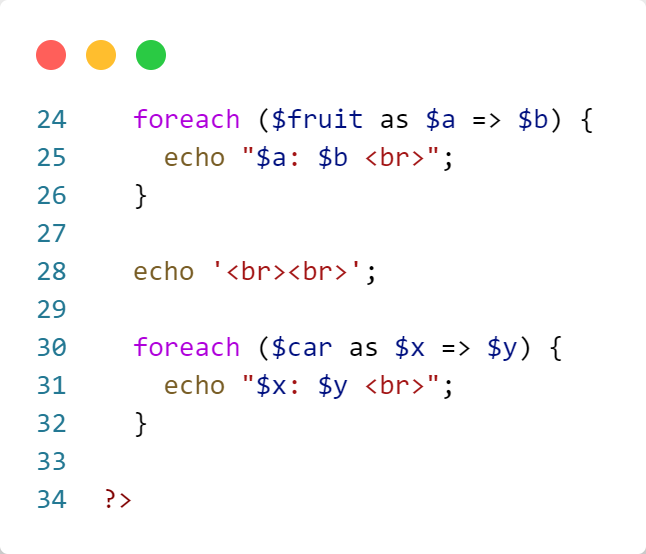 24 foreach ($fruit as $a => $b) {
25 echo "$a: $b <br>";
26 }
27
28 echo '<br><br>';
29
30 foreach ($car as $x => $y) {
31 echo "$x: $y <br>";
32 }
33
34 ?>